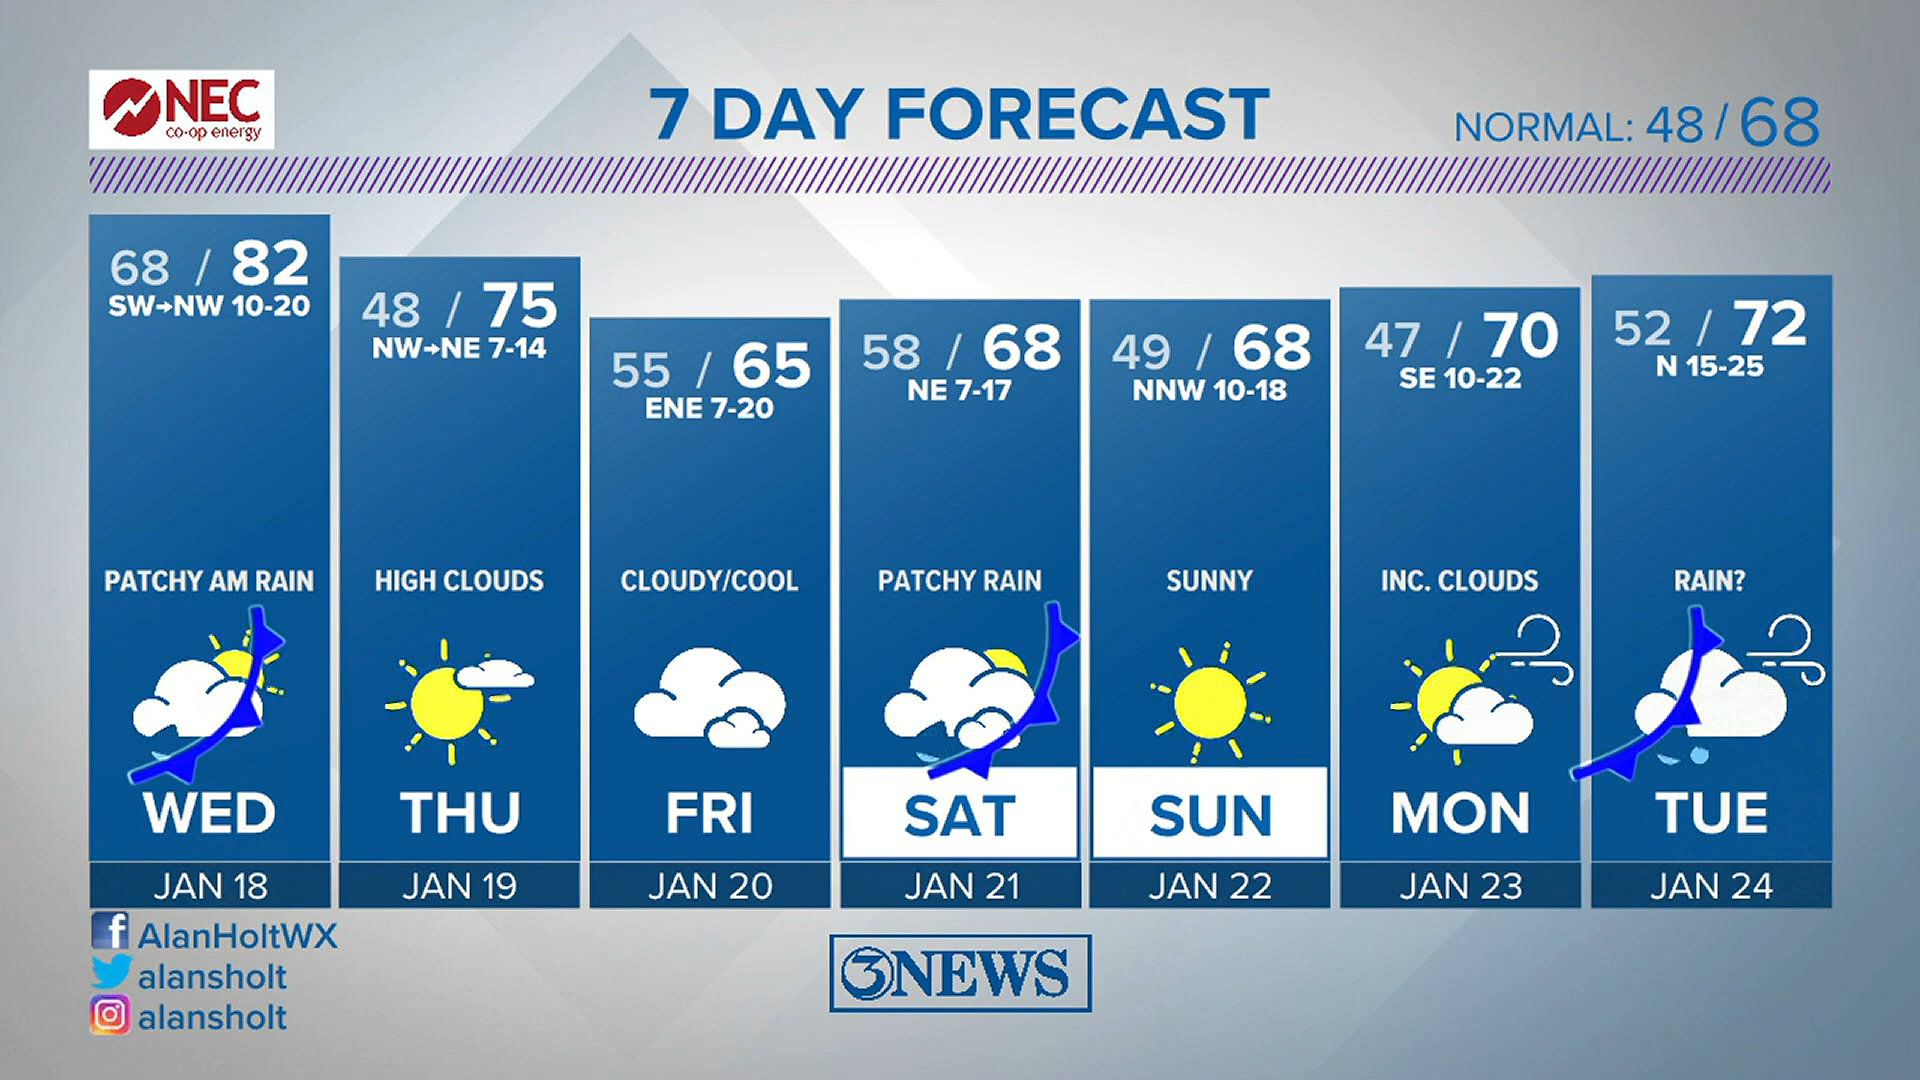 NEC
co-op energy
7 DAY FORECAST
NORMAL: 48 / 68
68 / 82
SW→NW 10-20
PATCHY AM RAIN
WED
JAN 18
48 / 75
NW→NE 7-14
HIGH CLOUDS
THU
JAN 19
55 / 65
ENE 7-20
CLOUDY/COOL
FRI
JAN 20
58 / 68
NE 7-17
PATCHY RAIN
SAT
JAN 21
49 / 68
NNW 10-18
SUNNY
SUN
JAN 22
47 / 70
SE 10-22
INC. CLOUDS
MON
JAN 23
52 / 72
N 15-25
RAIN?
TUE
JAN 24
f AlanHoltWX
alansholt
alansholt
3NEWS